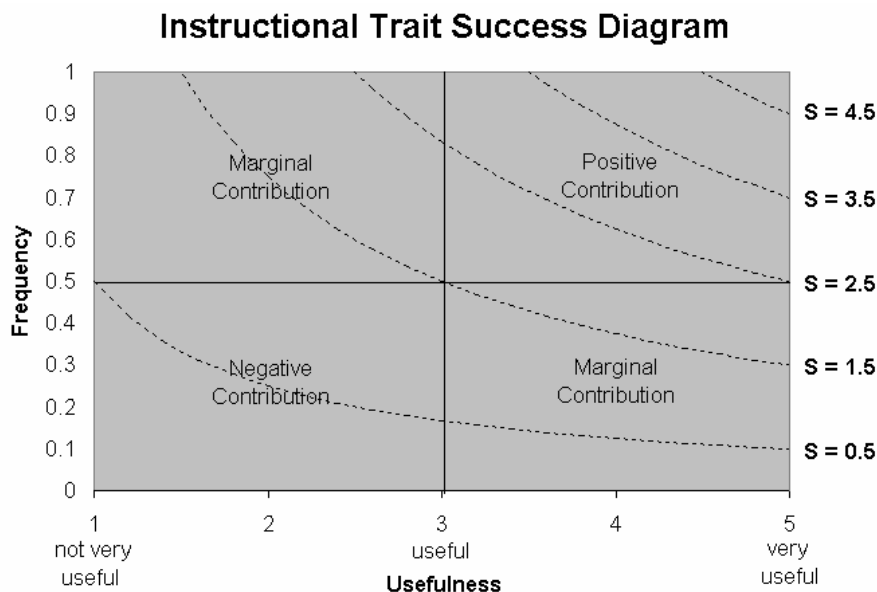 Instructional Trait Success Diagram
1
0.9
0.8
0.7
0.6
0.5
0.4
0.3
0.2
0.1
0
Frequency
Marginal
Contribution
Positive
Contribution
Negative
Contribution
Marginal
Contribution
S = 4.5
S = 3.5
S = 2.5
S = 1.5
S = 0.5
1
2
3
4
5
not very
useful
useful
very
useful
Usefulness